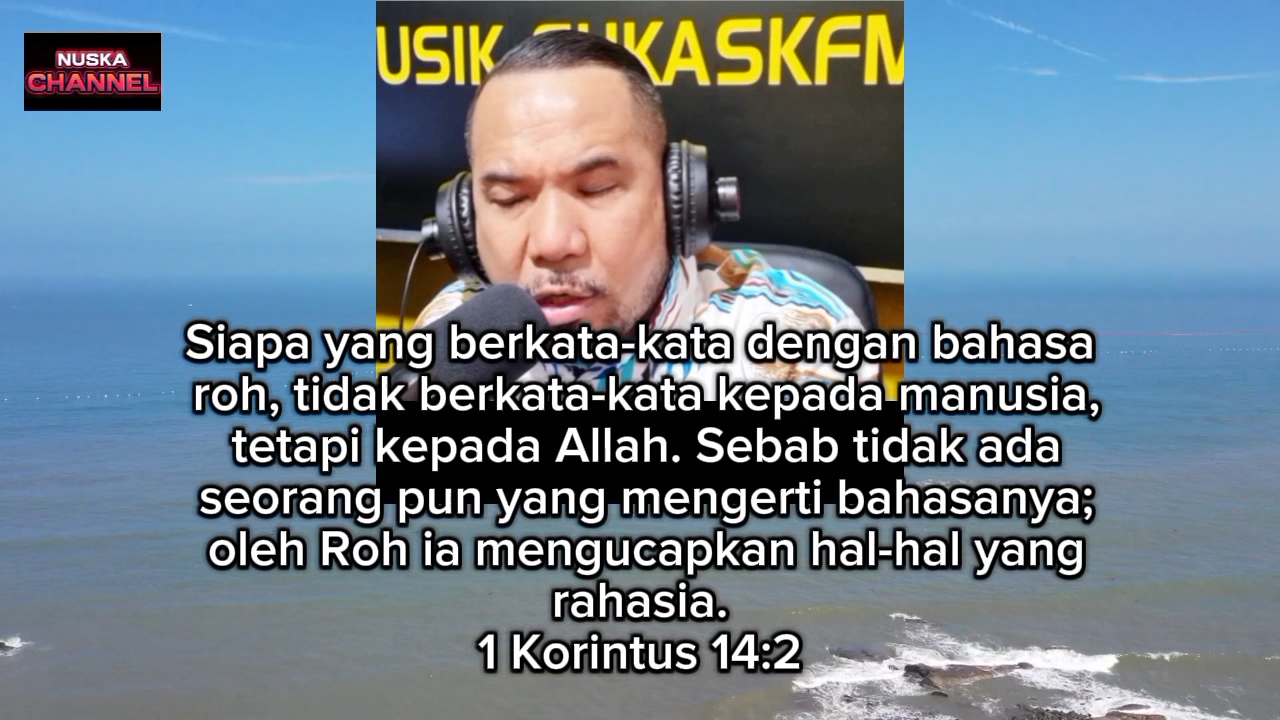 NUSKA
CHANNEL
USIK SUKASKFM
Siapa yang berkata-kata dengan bahasa
roh, tidak berkata-kata kepada manusia,
tetapi kepada Allah. Sebab tidak ada
seorang pun yang mengerti bahasanya;
oleh Roh ia mengucapkan hal-hal yang
rahasia.
1 Korintus 14:2